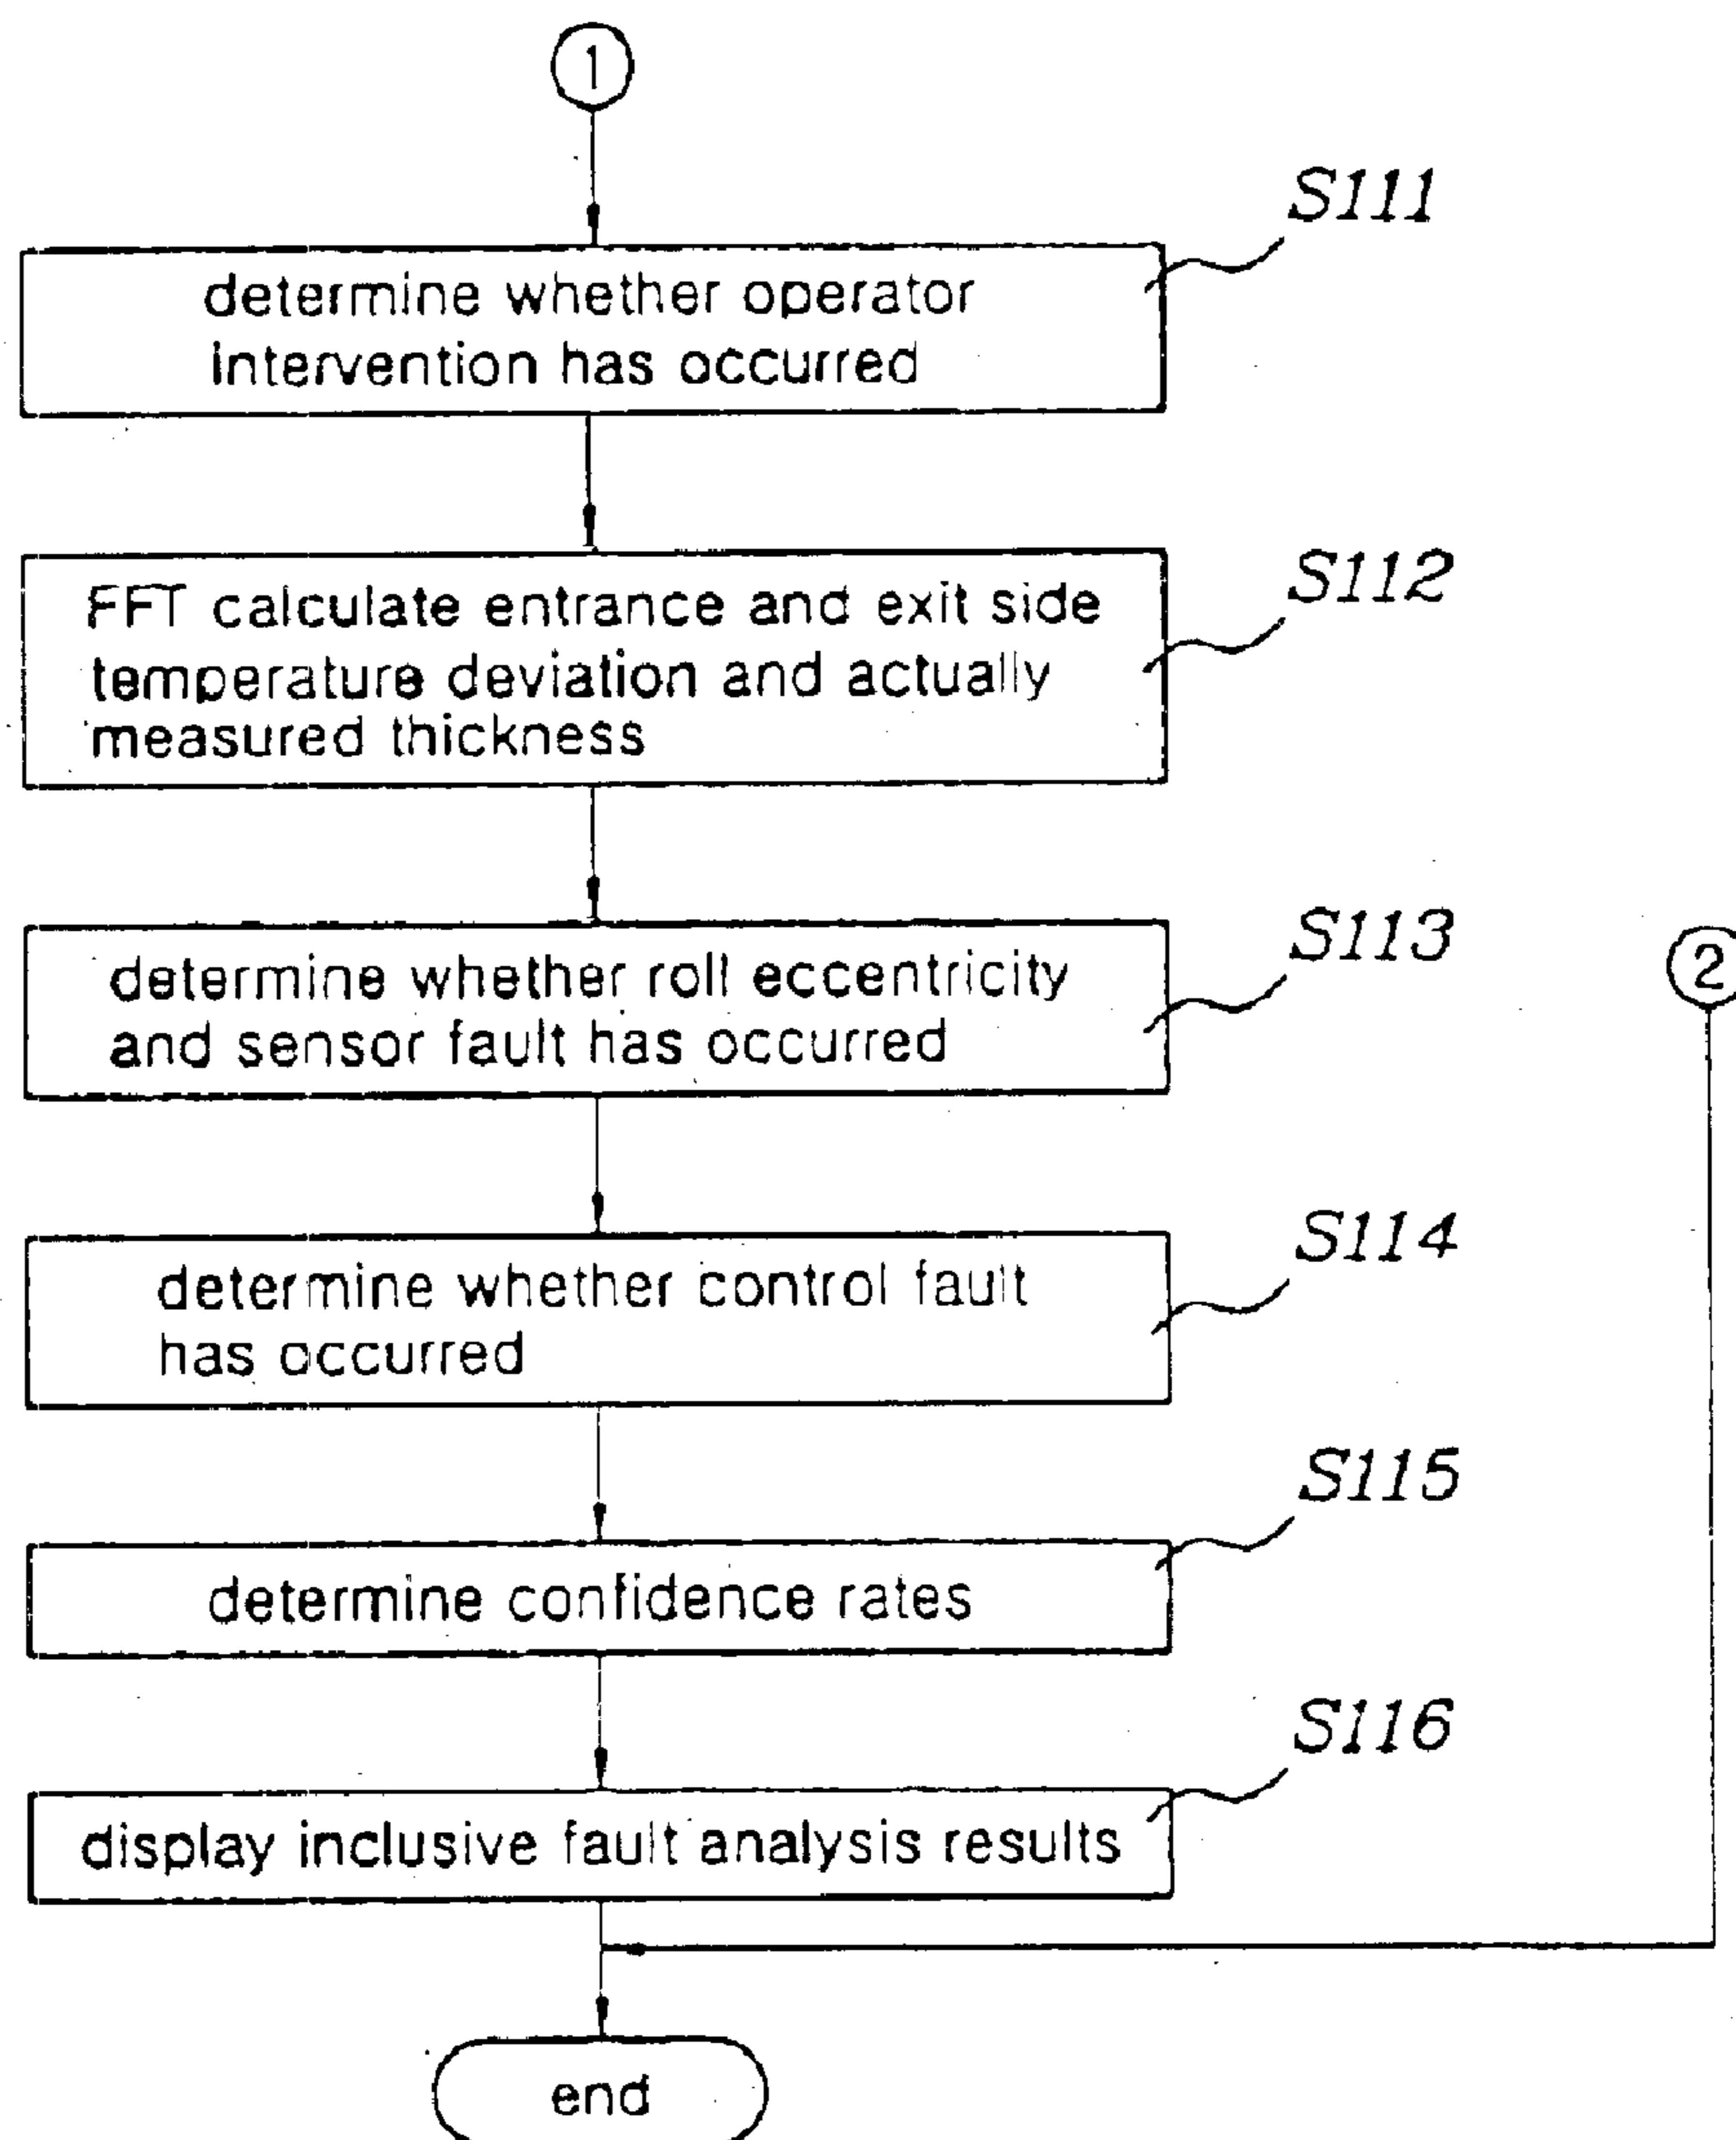 1
S111
determine whether operator
intervention has occurred
S112
FFT calculate entrance and exit side
temperature deviation and actually
measured thickness
S113
determine whether roll eccentricity
and sensor fault has occurred
2
S114
determine whether control fault
has occurred
S115
determine confidence rates
S116
display inclusive fault analysis results
end